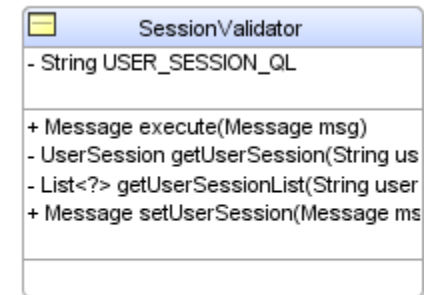 SessionValidator
- String USER_SESSION_QL
+ Message execute(Message msg)
- UserSession getUserSession(String us
- List<?> getUserSessionList(String user
+ Message setUserSession(Message ms